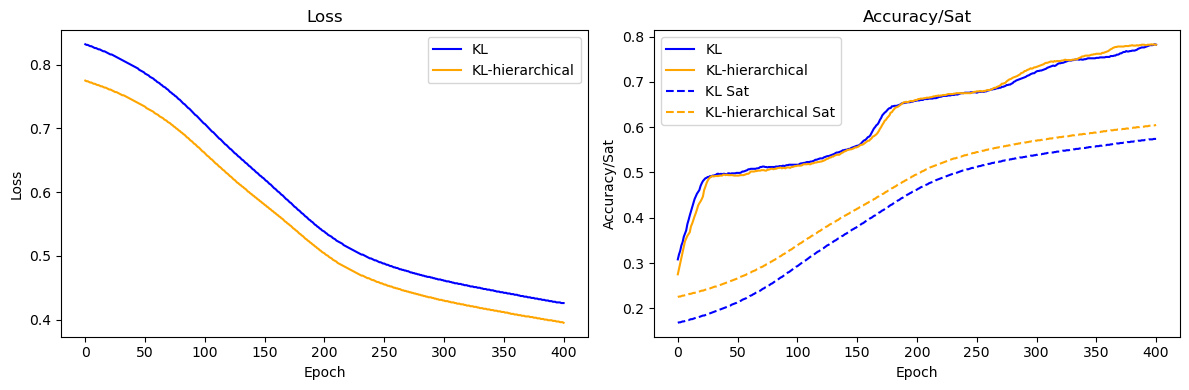 Loss
Loss
0.8
0.7
0.6
0.5
0.4
0 50 100 150 200 250 300 350 400
Epoch
KL
KL-hierarchical
Accuracy/Sat
Accuracy/Sat
0.8
0.7
0.6
0.5
0.4
0.3
0.2
0 50 100 150 200 250 300 350 400
Epoch
KL
KL-hierarchical
KL Sat
KL-hierarchical Sat